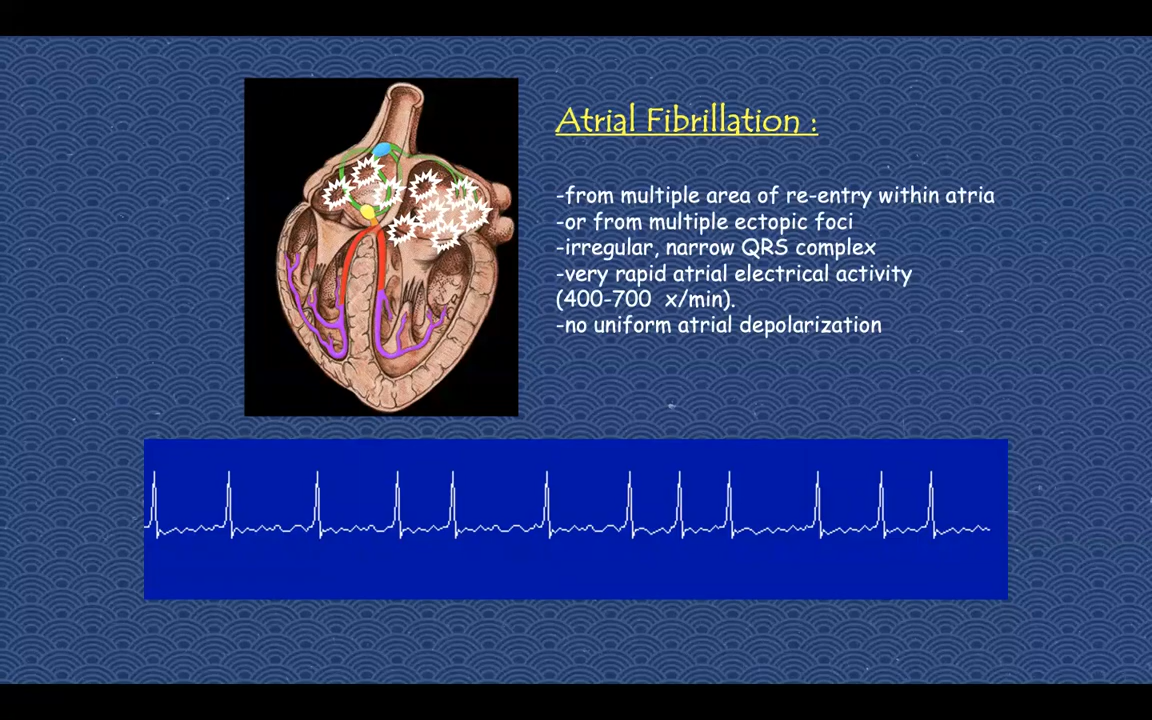 Atrial Fibrillation :
-from multiple area of re-entry within atria
-or from multiple ectopic foci
-irregular, narrow QRS complex
-very rapid atrial electrical activity
(400-700 x/min).
-no uniform atrial depolarization